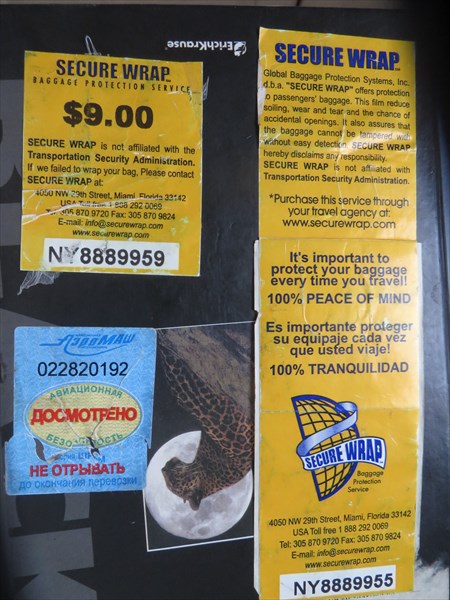 ErichKrause
SECURE WRAP
BAGGAGE PROTECTION SERVICE
$9.00
SECURE WRAP is not affiliated with the
Transportation Security Administration.
If we failed to wrap your bag, Please contact
SECURE WRAP at:
4050 NW 29th Street, Miami, Florida 33142
USA Toll free 1 888 292 0069
Tel: 305 870 9720 Fax: 305 870 9824
E-mail: info@securewrap.com
www.securewrap.com
NY8889959
SECURE WRAP
Global Baggage Protection Systems, Inc.
d.b.a. "SECURE WRAP" offers protection
to passengers' baggage. This film reduce
soiling, wear and tear and the chance of
accidental openings. It also assures that
the baggage cannot be tampered with
without easy detection. SECURE WRAP
hereby disclaims any responsibility.
SECURE WRAP is not affiliated with
Transportation Security Administration.
*Purchase this service through
your travel agency at:
www.securewrap.com
It's important to
protect your baggage
every time you travel!
100% PEACE OF MIND
Es importante proteger
su equipaje cada vez
que usted viaje!
100% TRANQUILIDAD
SECURE WRAP
Baggage
Protection
Service
4050 NW 29th Street, Miami, Florida 33142
USA Toll free 1 888 292 0069
Tel: 305 870 9720 Fax: 305 870 9824
E-mail: info@securewrap.com
www.securewrap.com
NY8889955
АэроМАШ
022820192
АВИАЦИОННАЯ
ДОСМОТРЕНО
БЕЗОПАСНОСТЬ
НЕ ОТРЫВАТЬ
до окончания перевозки